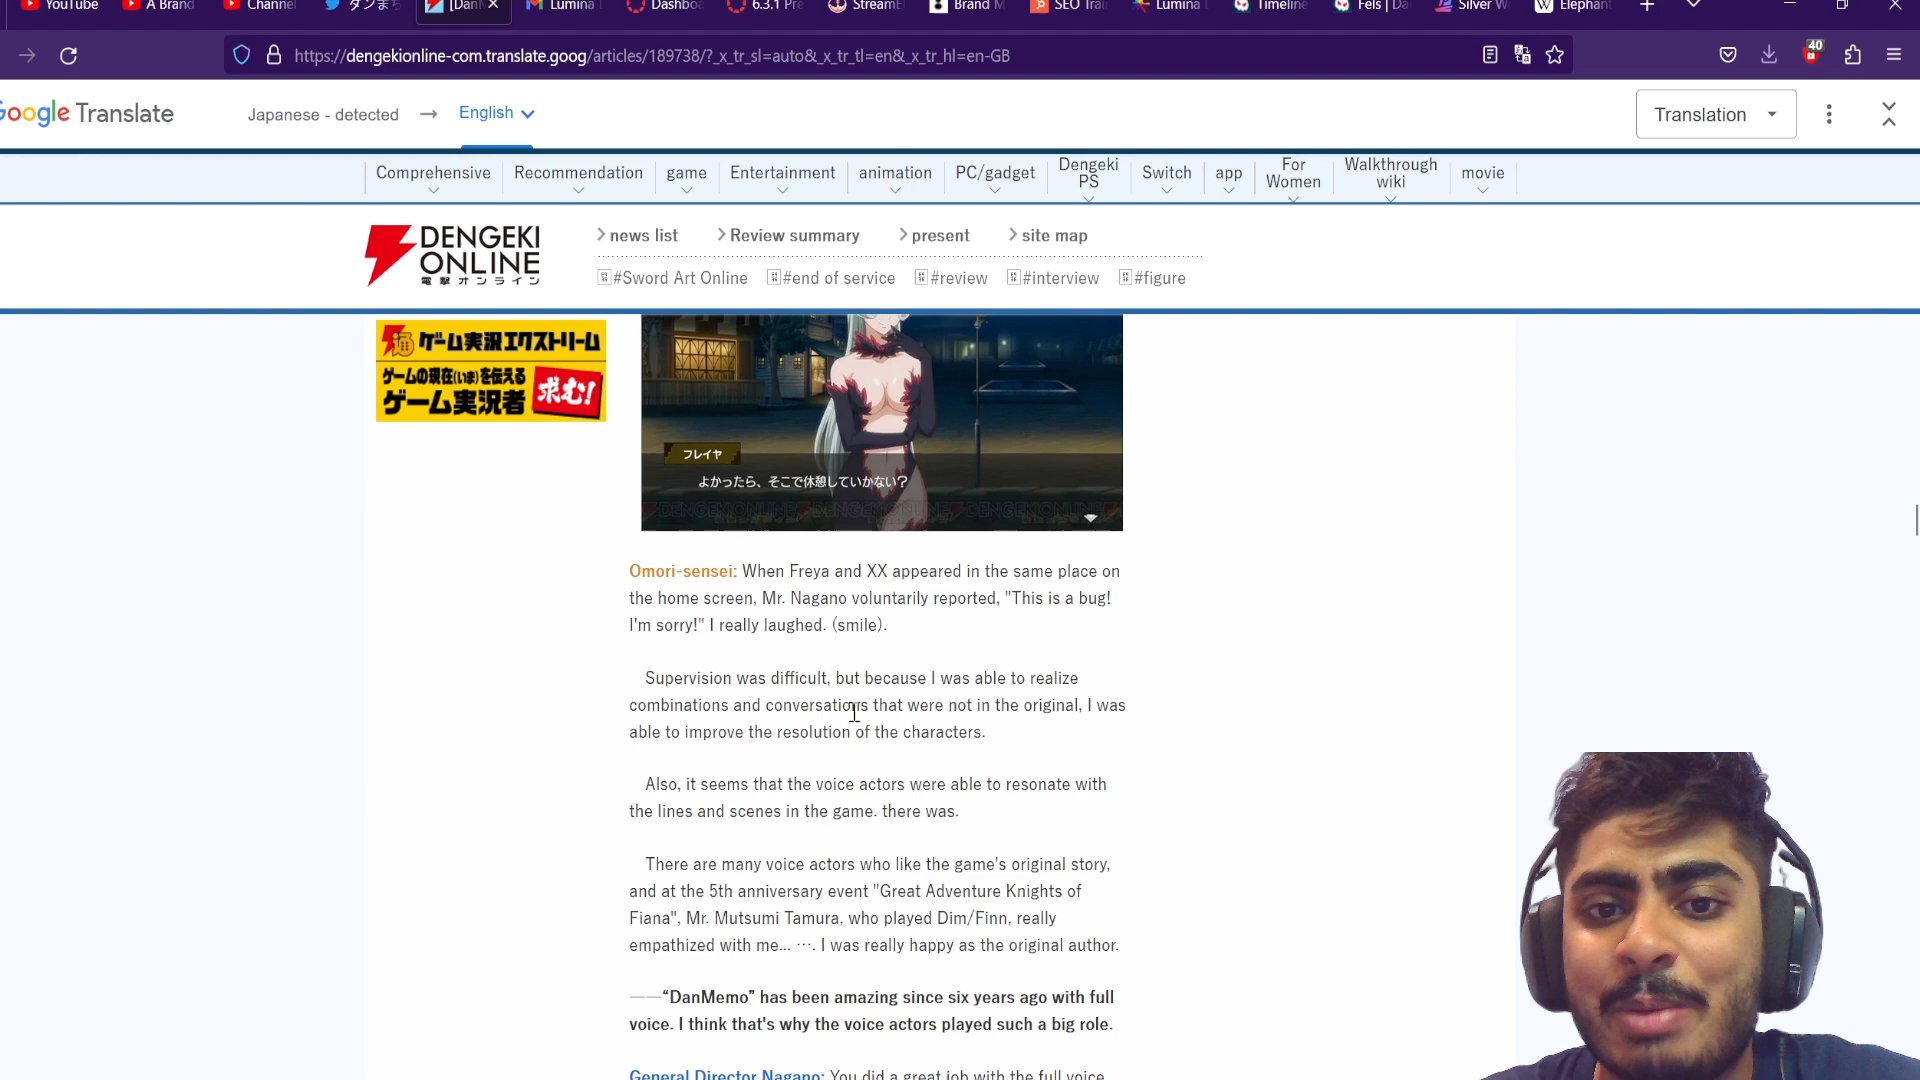 YouTube
A Brand
Channel
ダンまち
[Dan
Lumina
Dashbo
6.3.1 Pre
StreamE
Brand M
SEO Trai
Lumina
Timeline
Fels | Da
Silver W
Elephant
https://dengekionline-com.translate.goog/articles/189738/?_x_tr_sl=auto&_x_tr_tl=en&_x_tr_hl=en-GB
40
Google Translate
Japanese - detected → English
Translation
Comprehensive
Recommendation
game
Entertainment
animation
PC/gadget
Dengeki
PS
Switch
app
For
Women
Walkthrough
wiki
movie
DENGEKI
ONLINE
電撃オンライン
news list
Review summary
present
site map
#Sword Art Online
#end of service
#review
#interview
#figure
ゲーム実況エクストリーム
ゲームの現在(いま)を伝える
ゲーム実況者
求む!
フレイヤ
よかったら、そこで休憩していかない?
DENGEKIONLINE DENGEKIONLINE DENGEKIONLINE
Omori-sensei: When Freya and XX appeared in the same place on
the home screen, Mr. Nagano voluntarily reported, "This is a bug!
I'm sorry!" I really laughed. (smile).
Supervision was difficult, but because I was able to realize
combinations and conversations that were not in the original, I was
able to improve the resolution of the characters.
Also, it seems that the voice actors were able to resonate with
the lines and scenes in the game. there was.
There are many voice actors who like the game's original story,
and at the 5th anniversary event "Great Adventure Knights of
Fiana", Mr. Mutsumi Tamura, who played Dim/Finn, really
empathized with me... …. I was really happy as the original author.
——“DanMemo” has been amazing since six years ago with full
voice. I think that's why the voice actors played such a big role.
General Director Nagano: You did a great job with the full voice